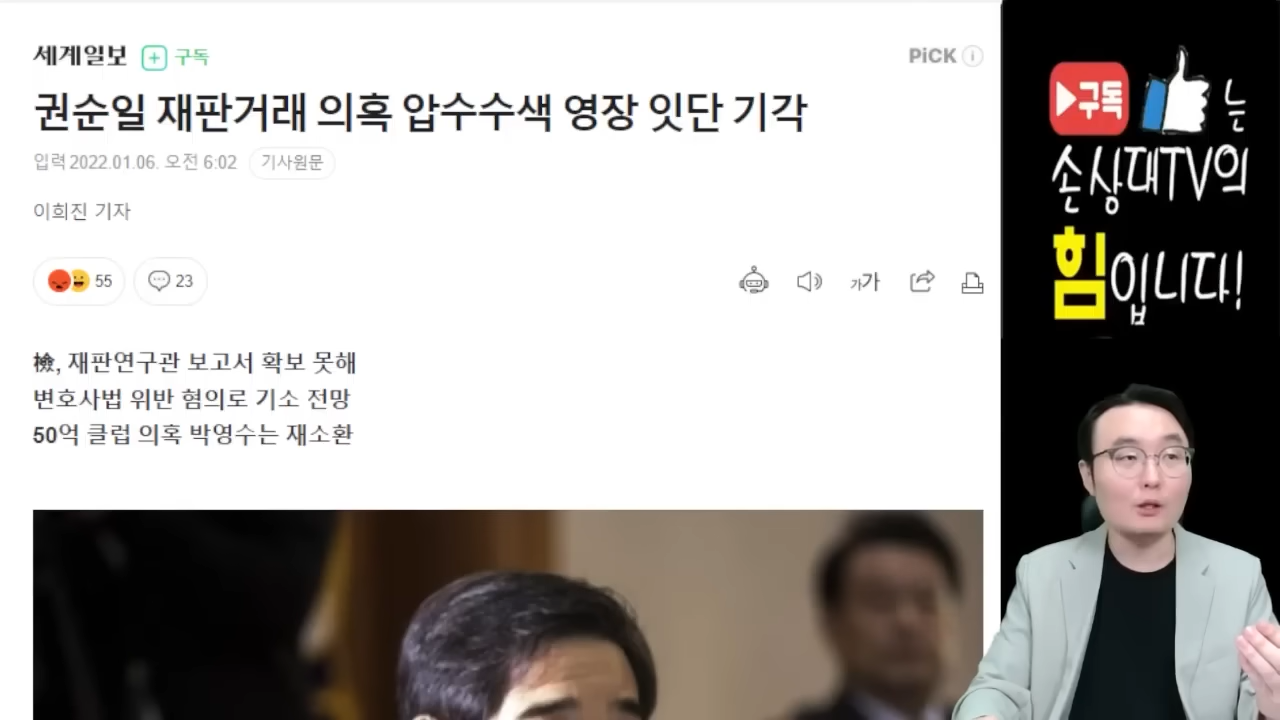 세계일보 구독
PiCK
권순일 재판거래 의혹 압수수색 영장 잇단 기각
입력 2022.01.06. 오전 6:02 기사원문
이희진 기자
55 23
가가
檢, 재판연구관 보고서 확보 못해
변호사법 위반 혐의로 기소 전망
50억 클럽 의혹 박영수는 재소환
구독 는
손상대TV의
힘입니다!